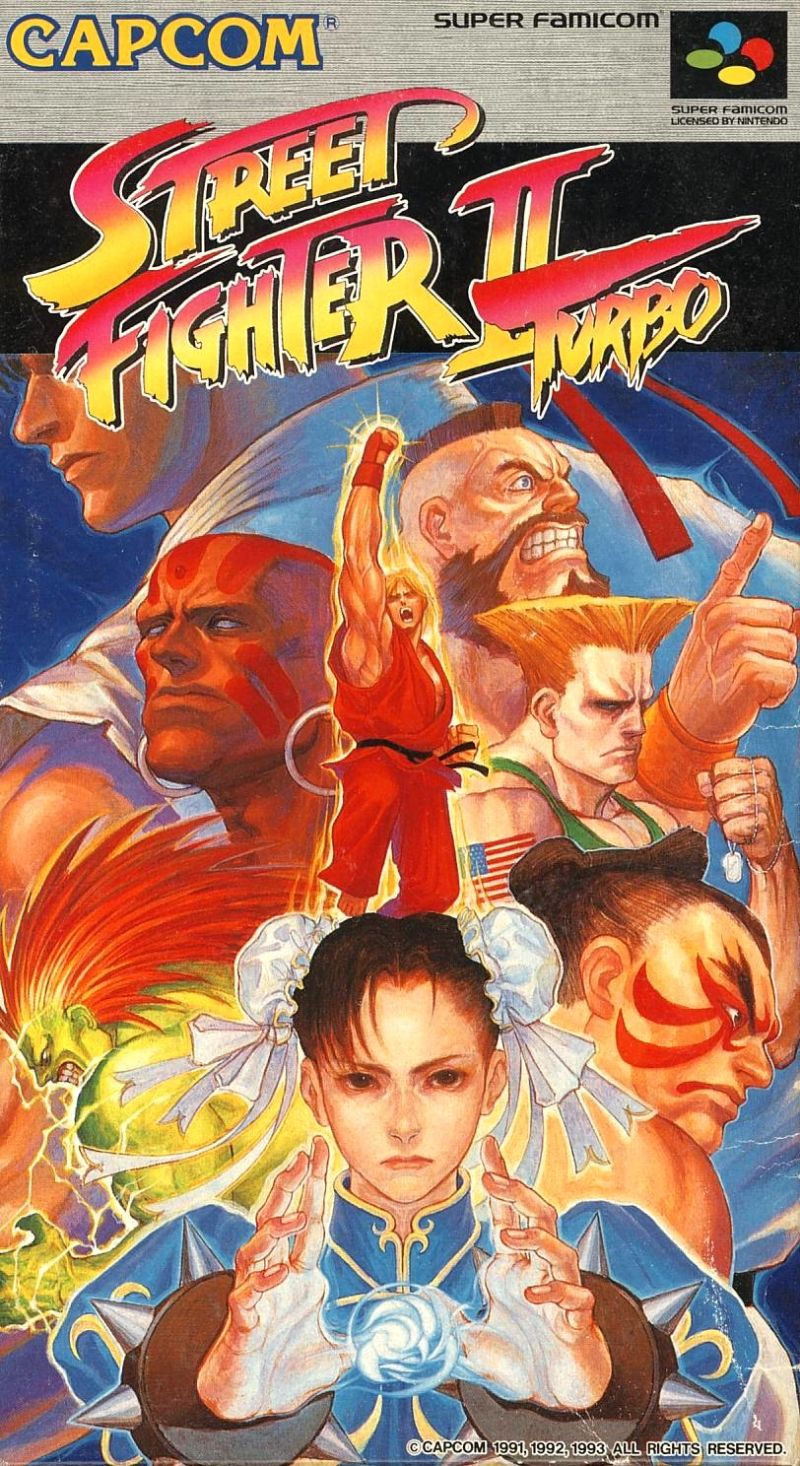 CAPCOM®
SUPER FAMICOM
SUPER FAMICOM
LICENSED BY NINTENDO
STREET
FIGHTER II
TURBO
© CAPCOM 1991, 1992, 1993 ALL RIGHTS RESERVED.